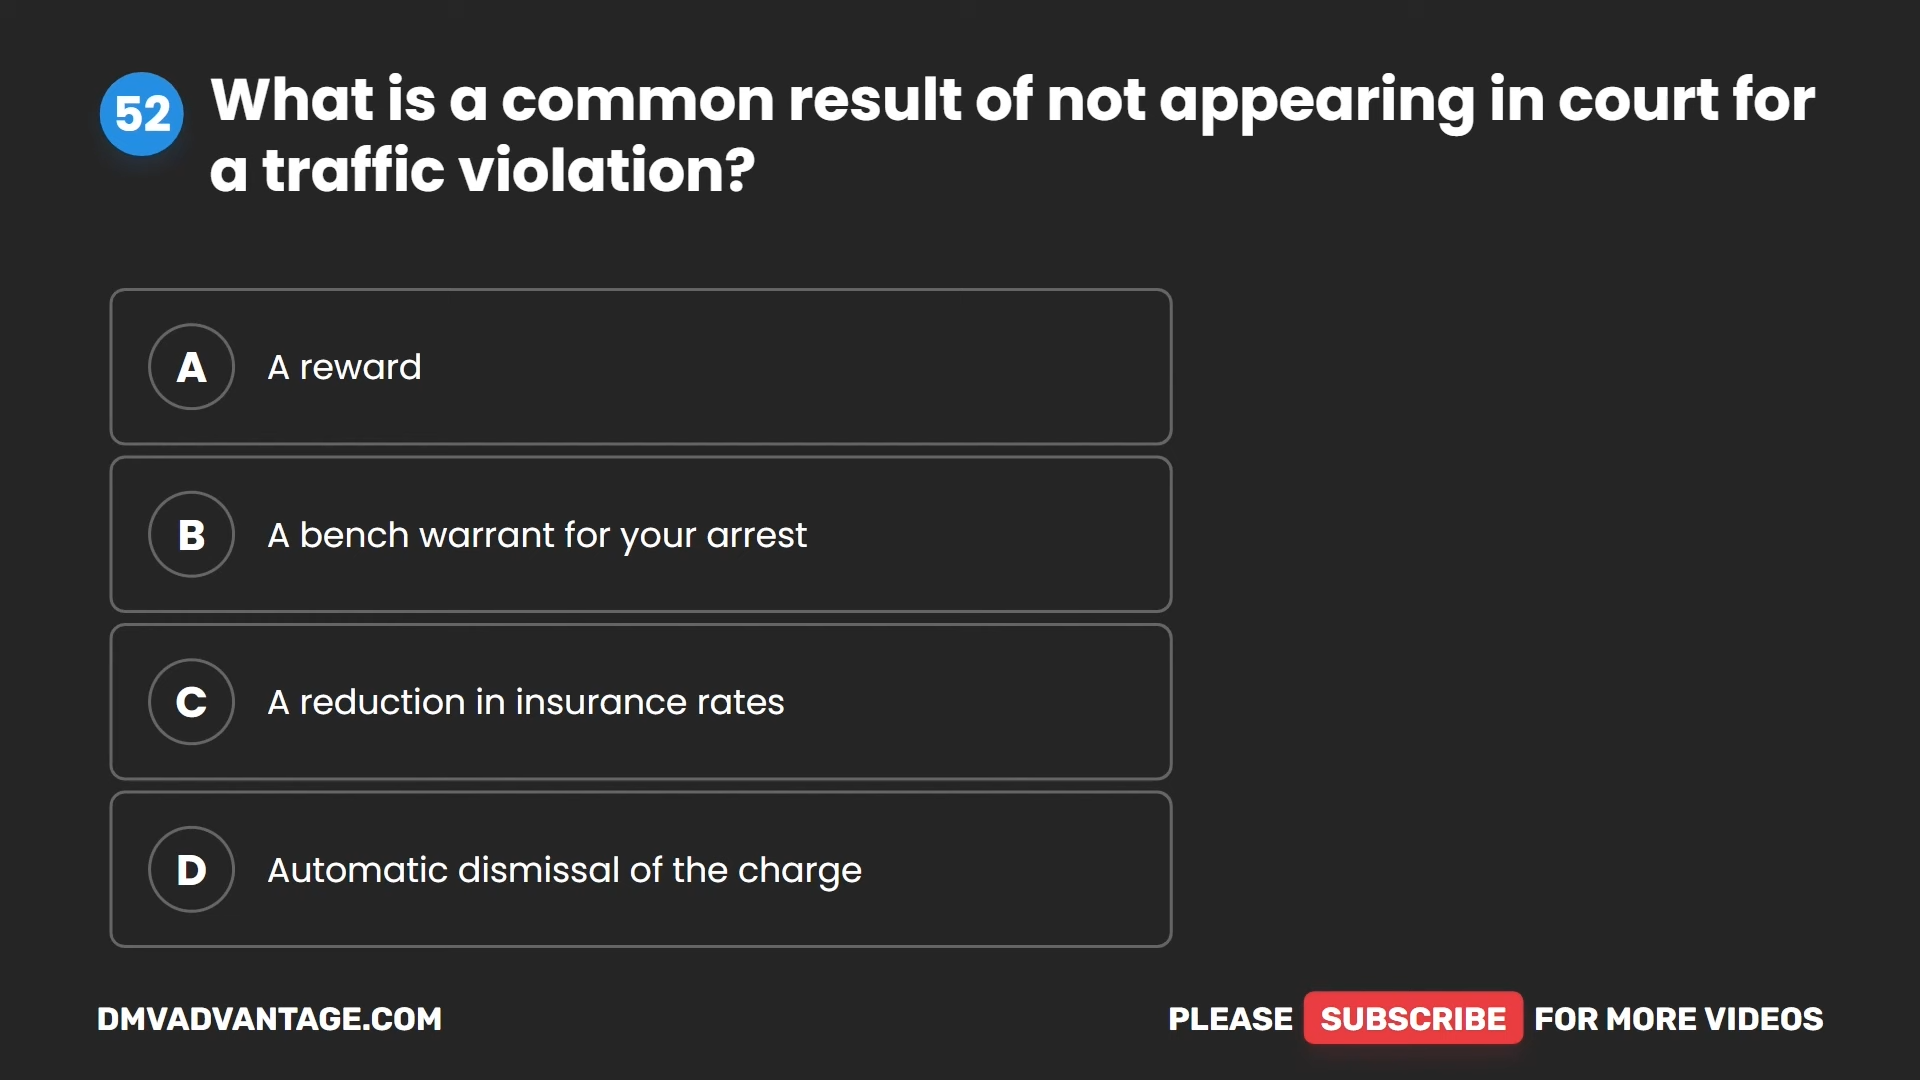 52
What is a common result of not appearing in court for
a traffic violation?
A
A reward
B
A bench warrant for your arrest
C
A reduction in insurance rates
D
Automatic dismissal of the charge
DMVADVANTAGE.COM
PLEASE SUBSCRIBE FOR MORE VIDEOS